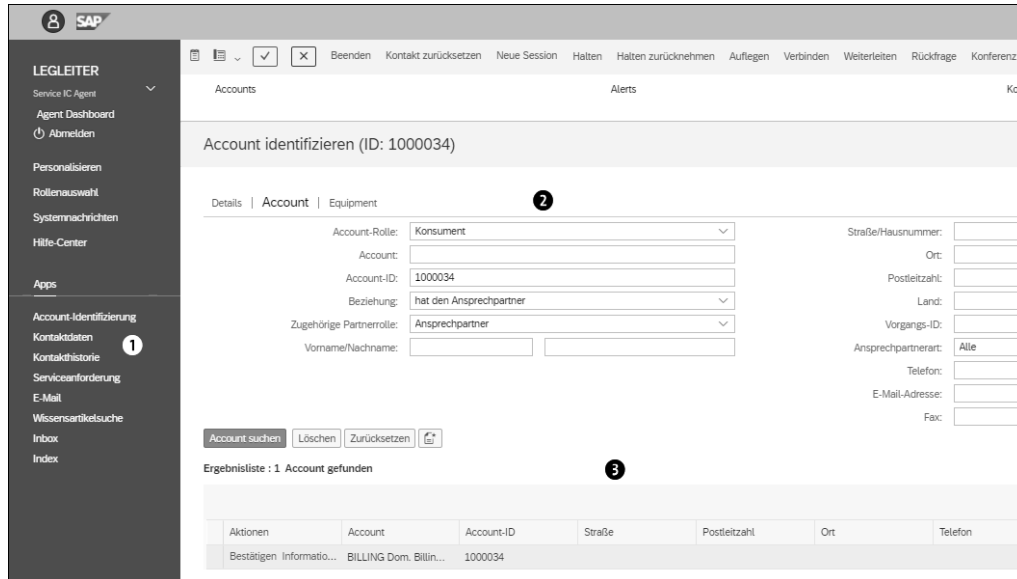 SAP
LEGLEITER
Service IC Agent
Agent Dashboard
Abmelden
Personalisieren
Rollenauswahl
Systemnachrichten
Hilfe-Center
Apps
Account-Identifizierung
Kontaktdaten
1
Kontakthistorie
Serviceanforderung
E-Mail
Wissensartikelsuche
Inbox
Index
Beenden Kontakt zurücksetzen Neue Session Halten Halten zurücknehmen Auflegen Verbinden Weiterleiten Rückfrage Konferenz
Accounts Alerts Ko
Account identifizieren (ID: 1000034)
Details | Account | Equipment 2
Account-Rolle: Konsument Straße/Hausnummer:
Account: Ort:
Account-ID: 1000034 Postleitzahl:
Beziehung: hat den Ansprechpartner Land:
Zugehörige Partnerrolle: Ansprechpartner Vorgangs-ID:
Vorname/Nachname: Ansprechpartnerart: Alle
Telefon:
E-Mail-Adresse:
Fax:
Account suchen Löschen Zurücksetzen
Ergebnisliste : 1 Account gefunden 3
Aktionen Account Account-ID Straße Postleitzahl Ort Telefon
Bestätigen Informatio... BILLING Dom. Billin... 1000034